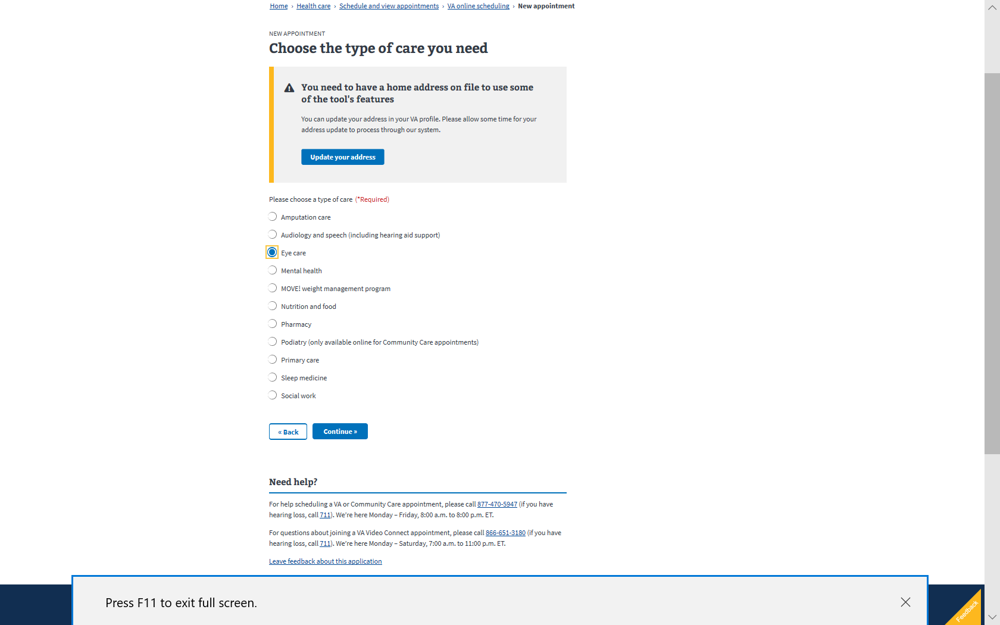 Home › Health care › Schedule and view appointments › VA online scheduling › New appointment
NEW APPOINTMENT
Choose the type of care you need
You need to have a home address on file to use some
of the tool's features
You can update your address in your VA profile. Please allow some time for your
address update to process through our system.
Update your address
Please choose a type of care (*Required)
Amputation care
Audiology and speech (including hearing aid support)
Eye care
Mental health
MOVE! weight management program
Nutrition and food
Pharmacy
Podiatry (only available online for Community Care appointments)
Primary care
Sleep medicine
Social work
« Back
Continue »
Need help?
For help scheduling a VA or Community Care appointment, please call 877-470-5947 (if you have
hearing loss, call 711). We’re here Monday – Friday, 8:00 a.m. to 8:00 p.m. ET.
For questions about joining a VA Video Connect appointment, please call 866-651-3180 (if you have
hearing loss, call 711). We’re here Monday – Saturday, 7:00 a.m. to 11:00 p.m. ET.
Leave feedback about this application
Press F11 to exit full screen.
Feedback